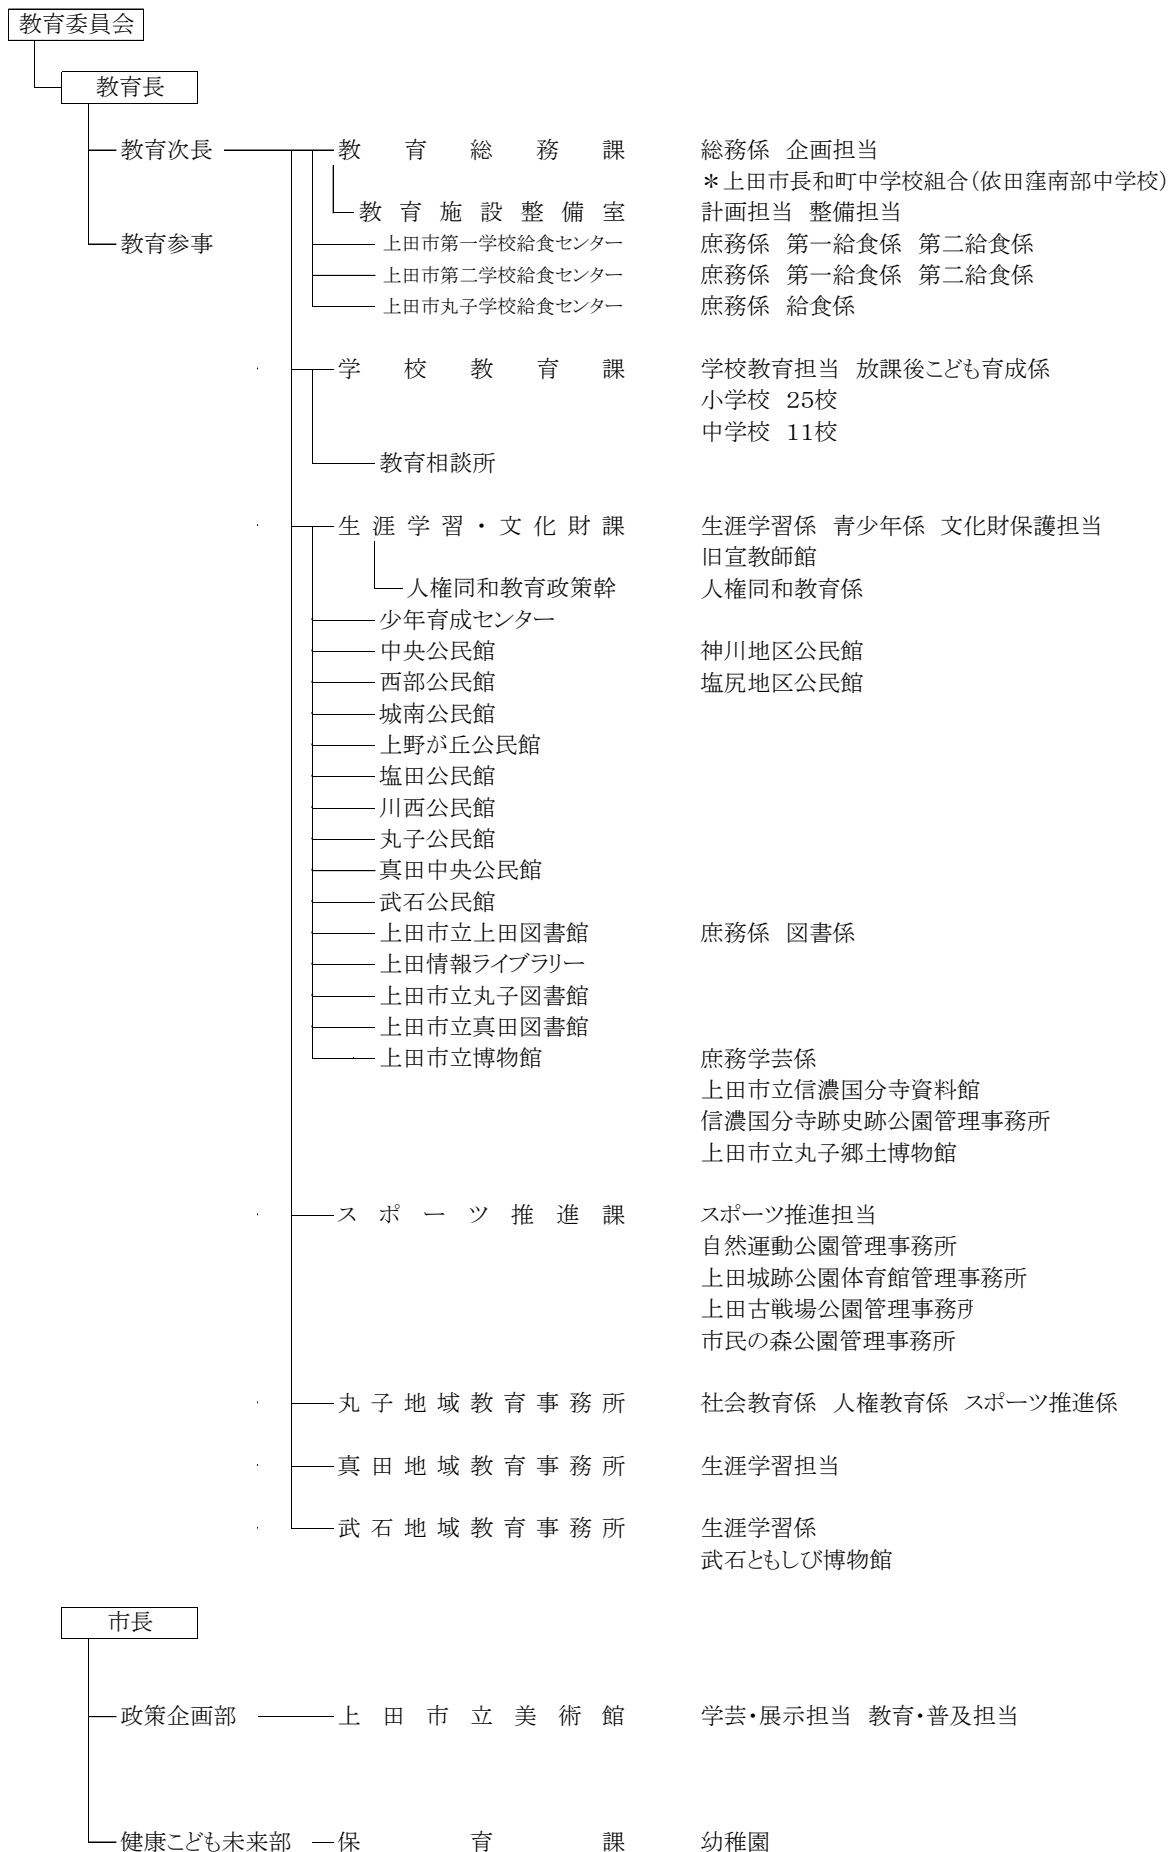 教育委員会
教育長
教育次長 教育総務課 総務係 企画担当
＊上田市長和町中学校組合（依田窪南部中学校）
教育施設整備室 計画担当 整備担当
教育参事 上田市第一学校給食センター 庶務係 第一給食係 第二給食係
上田市第二学校給食センター 庶務係 第一給食係 第二給食係
上田市丸子学校給食センター 庶務係 給食係
学校教育課 学校教育担当 放課後こども育成係
小学校 25校
中学校 11校
教育相談所
生涯学習・文化財課 生涯学習係 青少年係 文化財保護担当
旧宣教師館
人権同和教育政策幹 人権同和教育係
少年育成センター
中央公民館 神川地区公民館
西部公民館 塩尻地区公民館
城南公民館
上野が丘公民館
塩田公民館
川西公民館
丸子公民館
真田中央公民館
武石公民館
上田市立上田図書館 庶務係 図書係
上田情報ライブラリー
上田市立丸子図書館
上田市立真田図書館
上田市立博物館 庶務学芸係
上田市立信濃国分寺資料館
信濃国分寺跡史跡公園管理事務所
上田市立丸子郷土博物館
スポーツ推進課 スポーツ推進担当
自然運動公園管理事務所
上田城跡公園体育館管理事務所
上田古戦場公園管理事務所
市民の森公園管理事務所
丸子地域教育事務所 社会教育係 人権教育係 スポーツ推進係
真田地域教育事務所 生涯学習担当
武石地域教育事務所 生涯学習係
武石ともしび博物館
市長
政策企画部 上田市立美術館 学芸・展示担当 教育・普及担当
健康こども未来部 保育課 幼稚園